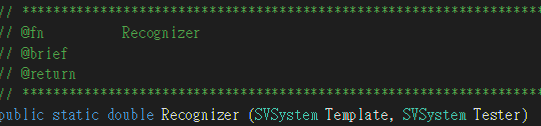 // ************************************************************
// @fn          Recognizer
// @brief
// @return
// ************************************************************
public static double Recognizer (SVSystem Template, SVSystem Tester)